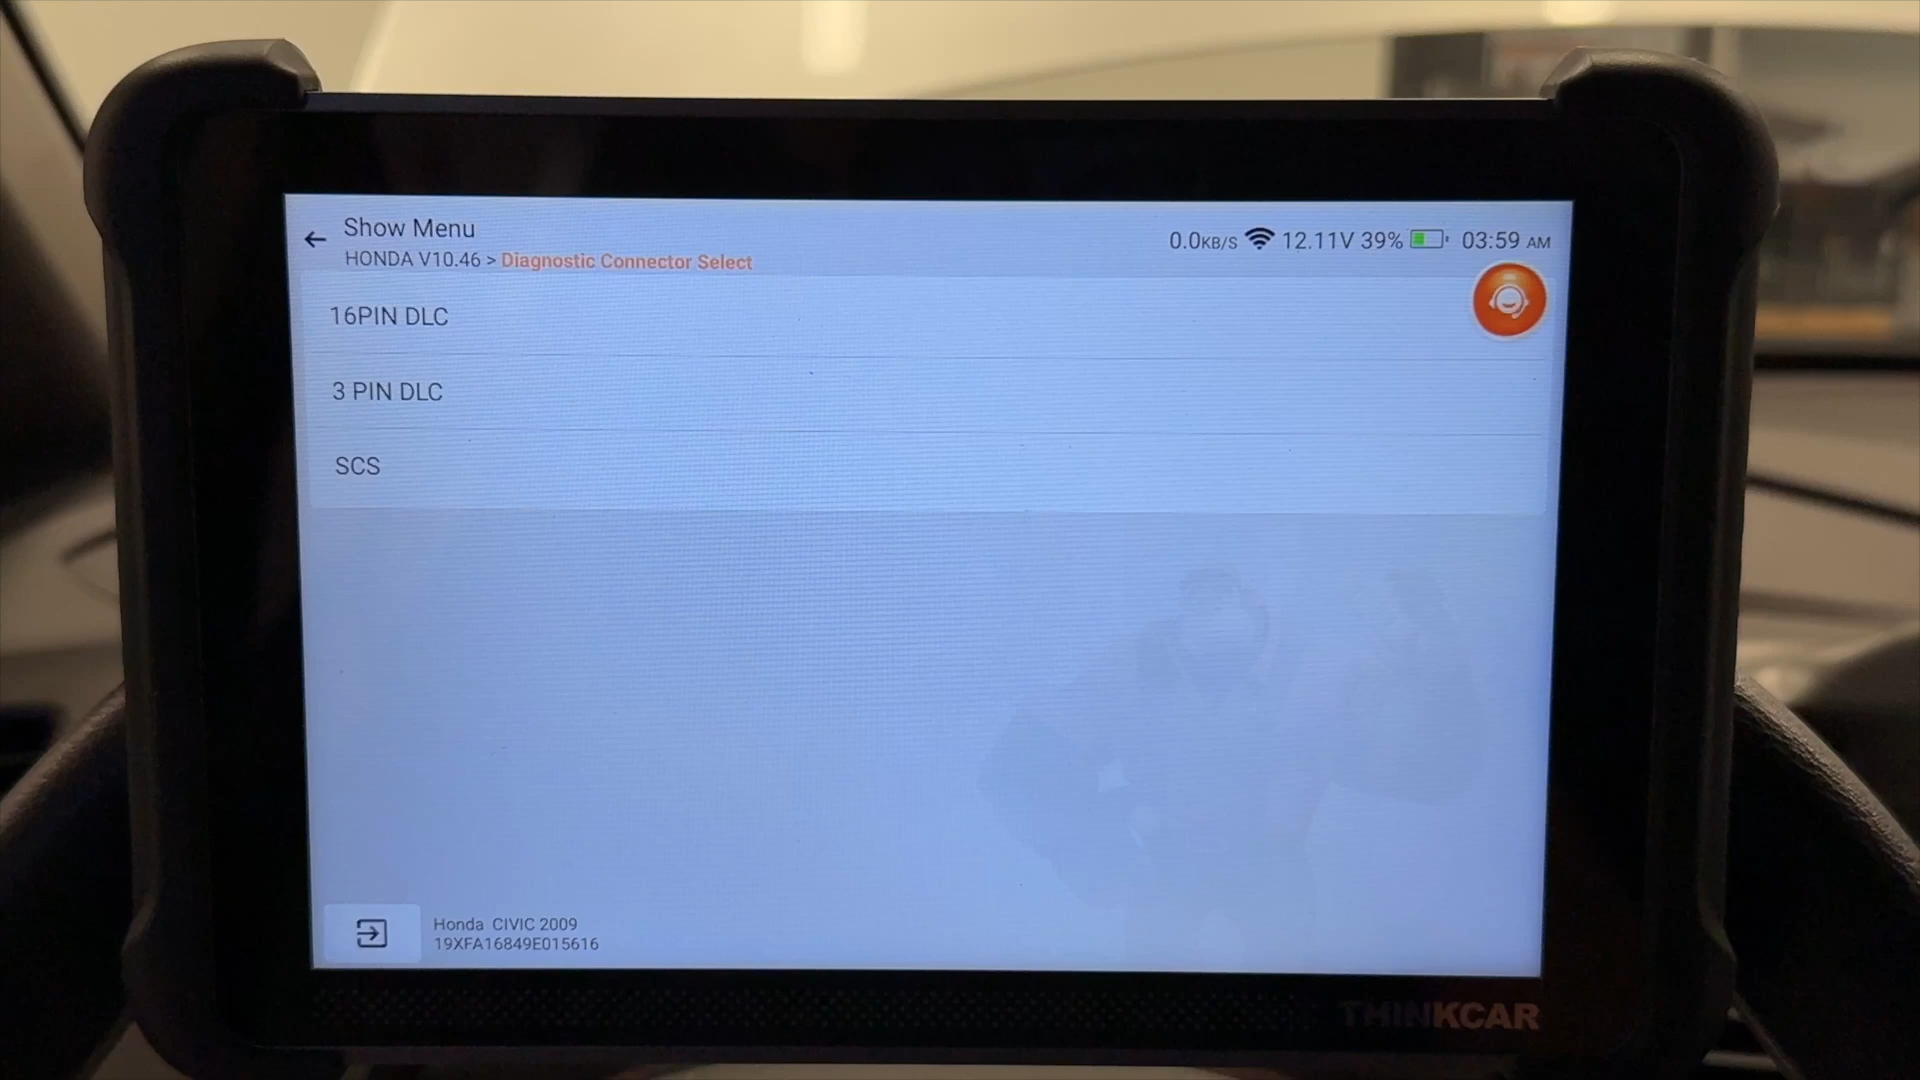 Show Menu
HONDA V10.46 > Diagnostic Connector Select
0.0KB/S 12.11V 39% 03:59 AM
16PIN DLC
3 PIN DLC
SCS
Honda CIVIC 2009
19XFA16849E015616
THINKCAR